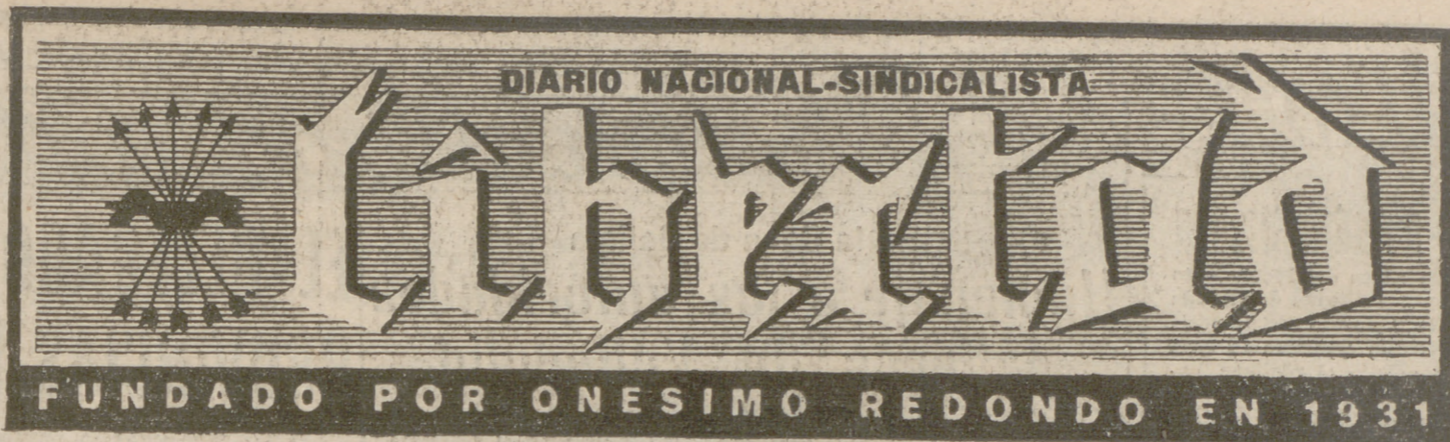 DIARIO NACIONAL-SINDICALISTA
Libertad
FUNDADO POR ONESIMO REDONDO EN 1931